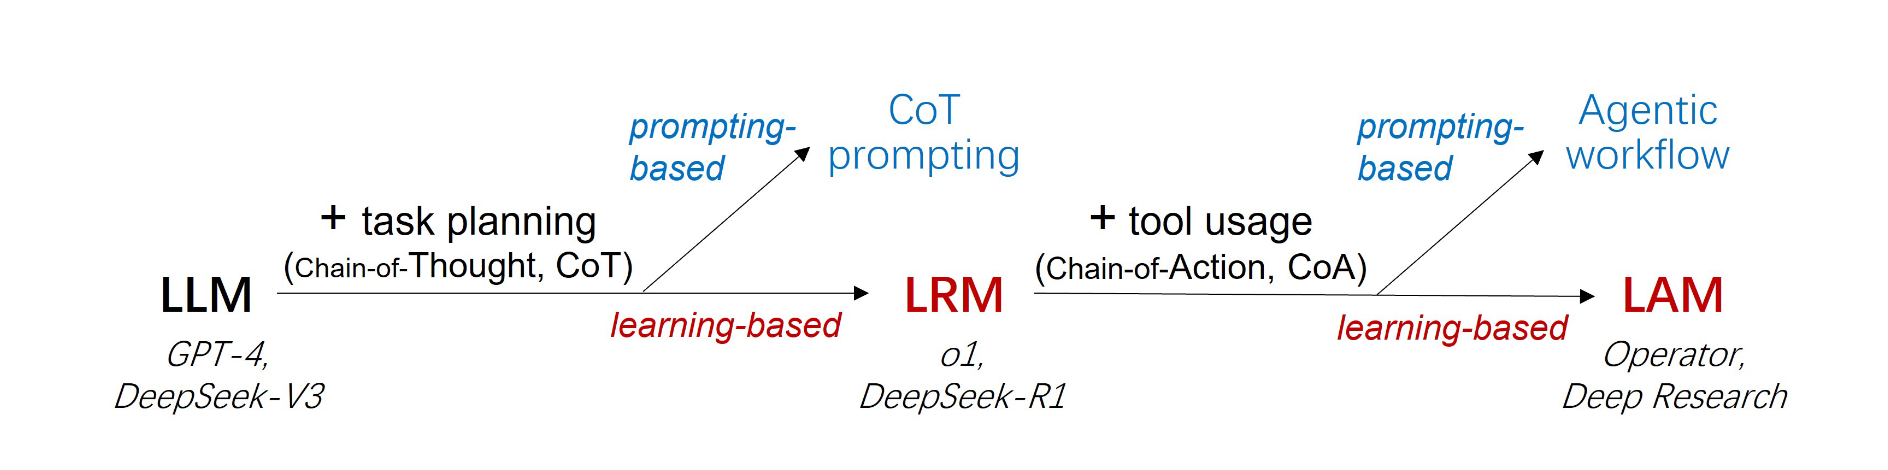 CoT
prompting
prompting-
based
+ task planning
(Chain-of-Thought, CoT)
LLM
learning-based
GPT-4,
DeepSeek-V3
LRM
o1,
DeepSeek-R1
Agentic
workflow
prompting-
based
+ tool usage
(Chain-of-Action, CoA)
learning-based
LAM
Operator,
Deep Research